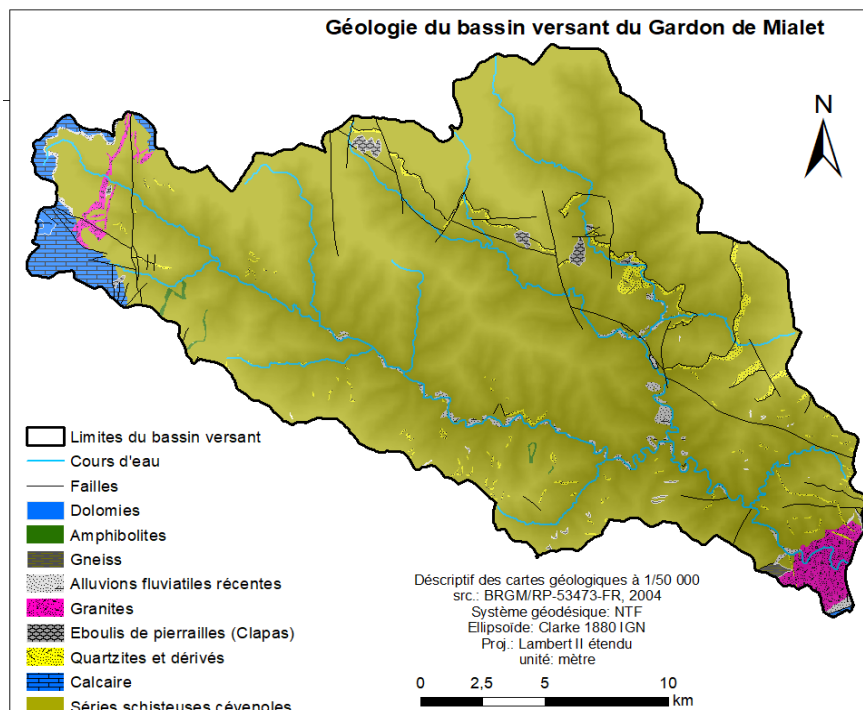 Géologie du bassin versant du Gardon de Mialet
N
Limites du bassin versant
Cours d'eau
Failles
Dolomies
Amphibolites
Gneiss
Alluvions fluviatiles récentes
Granites
Eboulis de pierrailles (Clapas)
Quartzites et dérivés
Calcaire
Séries schisteuses cévenoles
Déscriptif des cartes géologiques à 1/50 000
src.: BRGM/RP-53473-FR, 2004
Système géodésique: NTF
Ellipsoïde: Clarke 1880 IGN
Proj.: Lambert II étendu
unité: mètre
0 2,5 5 10
km